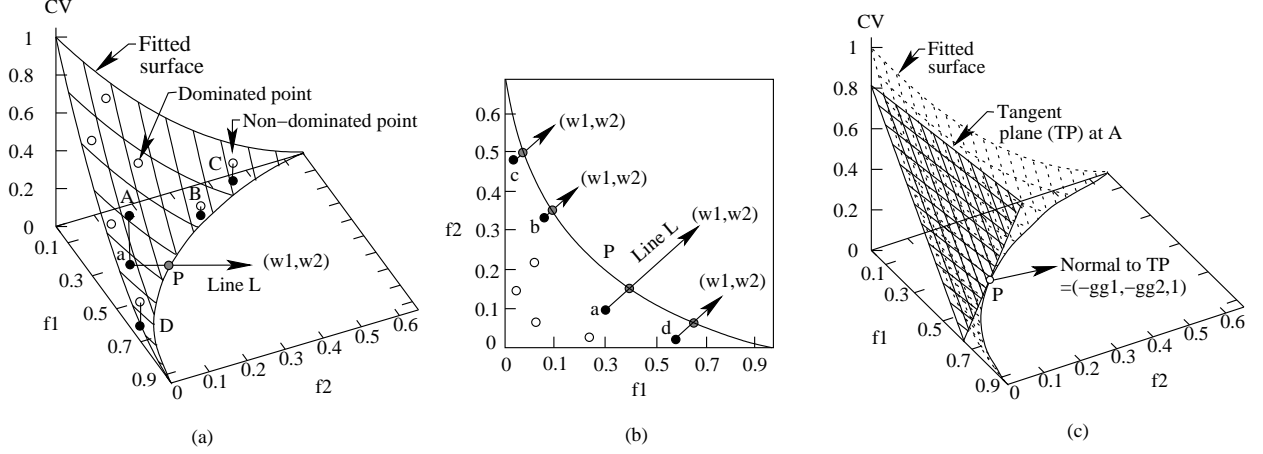 CV
1
0.8
0.6
0.4
0.2
0
0.1
0.3
0.5
0.7
0.9
f1
0
0.1
0.2
0.3
0.4
0.5
0.6
f2
Fitted
surface
Dominated point
Non−dominated point
A
B
C
D
a
P
(w1,w2)
Line L
(a)
0.6
0.5
0.4
0.3
0.2
0.1
0
f2
0
0.1
0.3
0.5
0.7
0.9
f1
(w1,w2)
(w1,w2)
(w1,w2)
(w1,w2)
c
b
a
d
P
Line L
(b)
CV
1
0.8
0.6
0.4
0.2
0
0.1
0.3
0.5
0.7
0.9
f1
0
0.1
0.2
0.3
0.4
0.5
0.6
f2
Fitted
surface
Tangent
plane (TP) at A
P
Normal to TP
=(−gg1,−gg2,1)
(c)